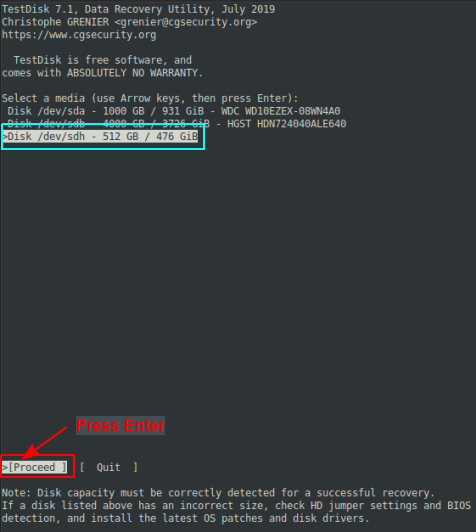 TestDisk 7.1, Data Recovery Utility, July 2019
Christophe GRENIER <grenier@cgsecurity.org>
https://www.cgsecurity.org
TestDisk is free software, and
comes with ABSOLUTELY NO WARRANTY.
Select a media (use Arrow keys, then press Enter):
Disk /dev/sda - 1000 GB / 931 GiB - WDC WD10EZEX-08WN4A0
Disk /dev/sdb - 4000 GB / 3726 GiB - HGST HDN724040ALE640
>Disk /dev/sdh - 512 GB / 476 GiB
Press Enter
>[Proceed ]  [  Quit  ]
Note: Disk capacity must be correctly detected for a successful recovery.
If a disk listed above has an incorrect size, check HD jumper settings and BIOS
detection, and install the latest OS patches and disk drivers.